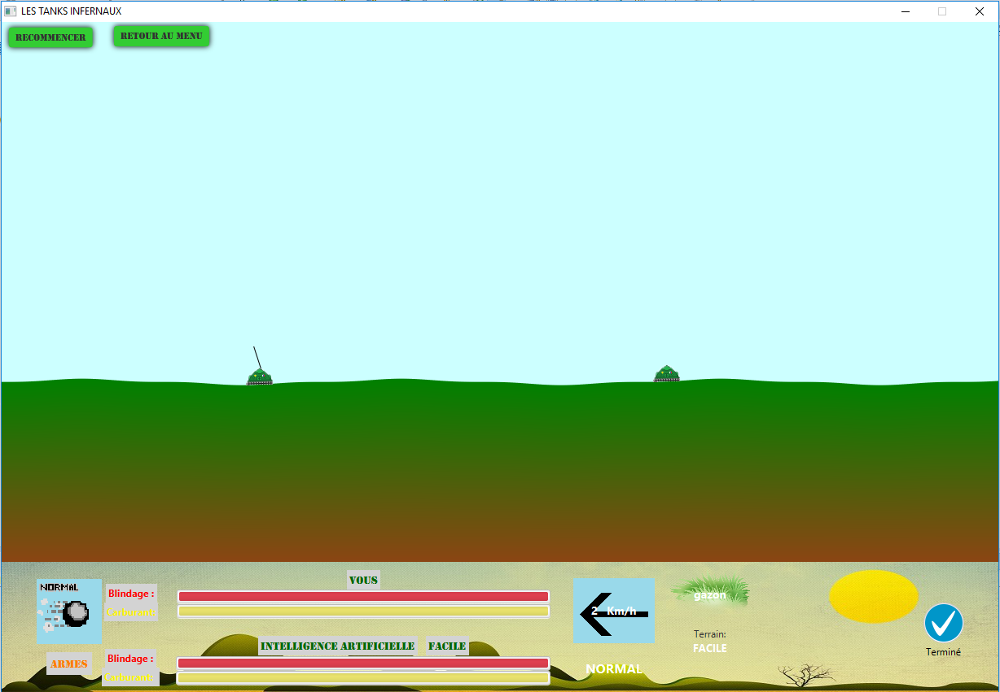 LES TANKS INFERNAUX
RECOMMENCER
RETOUR AU MENU
NORMAL
Blindage :
Carburant:
VOUS
2 Km/h
gazon
Terrain:
FACILE
Terminé
ARMES
Blindage :
Carburant:
INTELLIGENCE ARTIFICIELLE FACILE
NORMAL